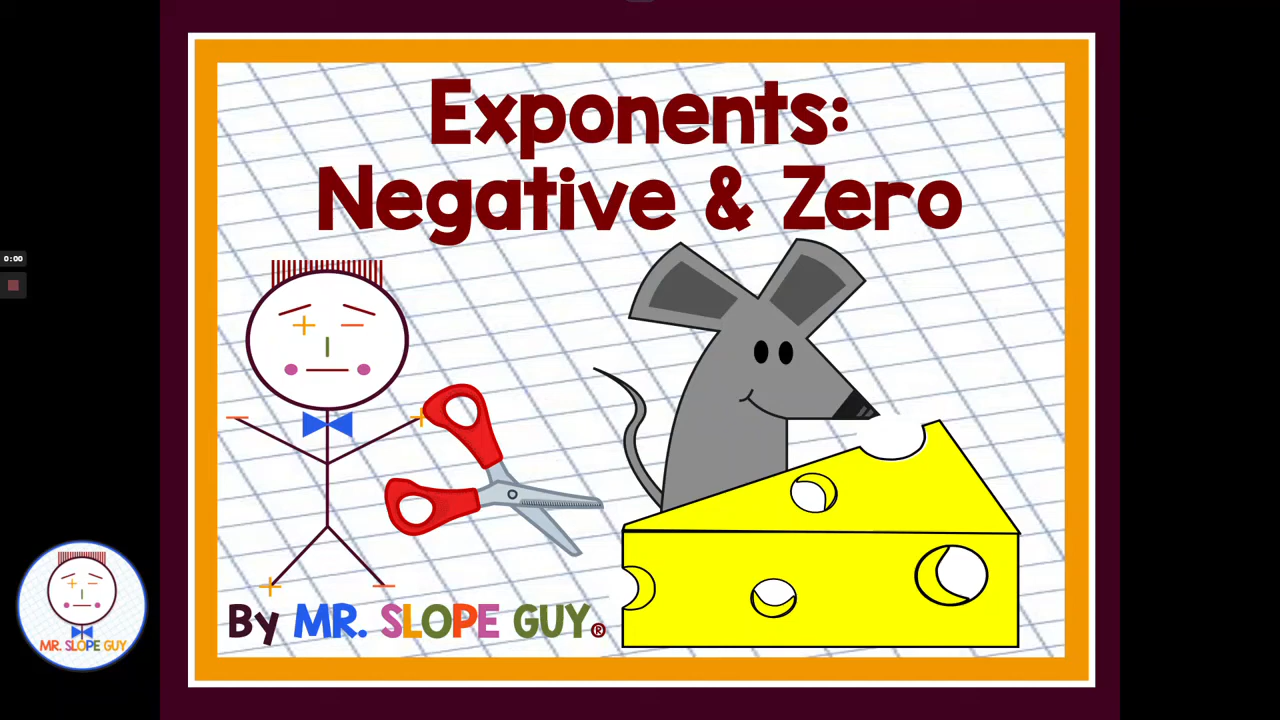 Exponents:
Negative & Zero
0:00
By MR. SLOPE GUY®
MR. SLOPE GUY